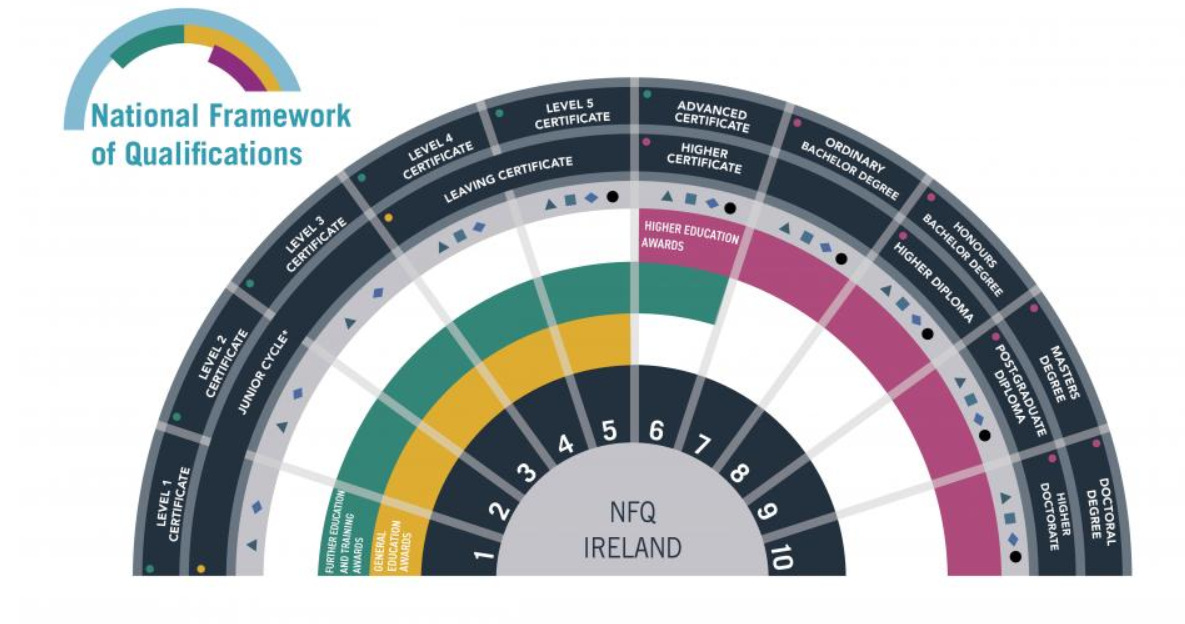 National Framework
of Qualifications
LEVEL 1
CERTIFICATE
LEVEL 2
CERTIFICATE
LEVEL 3
CERTIFICATE
LEVEL 4
CERTIFICATE
LEVEL 5
CERTIFICATE
ADVANCED
CERTIFICATE
ORDINARY
BACHELOR DEGREE
HONOURS
BACHELOR DEGREE
MASTERS
DEGREE
DOCTORAL
DEGREE
JUNIOR CYCLE*
LEAVING CERTIFICATE
HIGHER
CERTIFICATE
HIGHER DIPLOMA
POST-GRADUATE
DIPLOMA
HIGHER
DOCTORATE
HIGHER EDUCATION
AWARDS
FURTHER EDUCATION
AND TRAINING
AWARDS
GENERAL
EDUCATION
AWARDS
1
2
3
4
5
6
7
8
9
10
NFQ
IRELAND